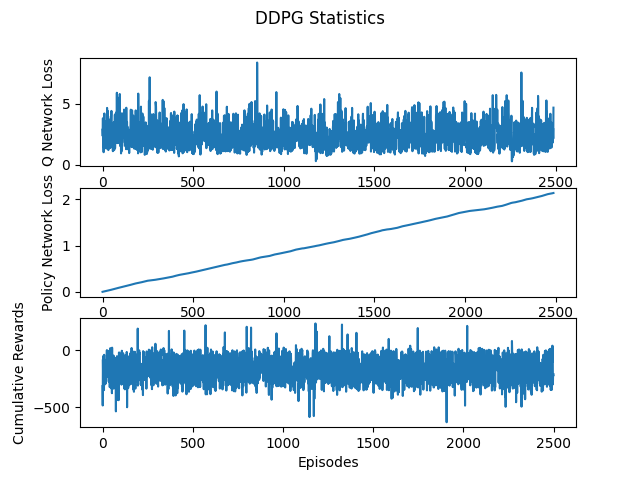 DDPG Statistics
Q Network Loss
5
0
0 500 1000 1500 2000 2500
Policy Network Loss
2
1
0
0 500 1000 1500 2000 2500
Cumulative Rewards
0
−500
0 500 1000 1500 2000 2500
Episodes